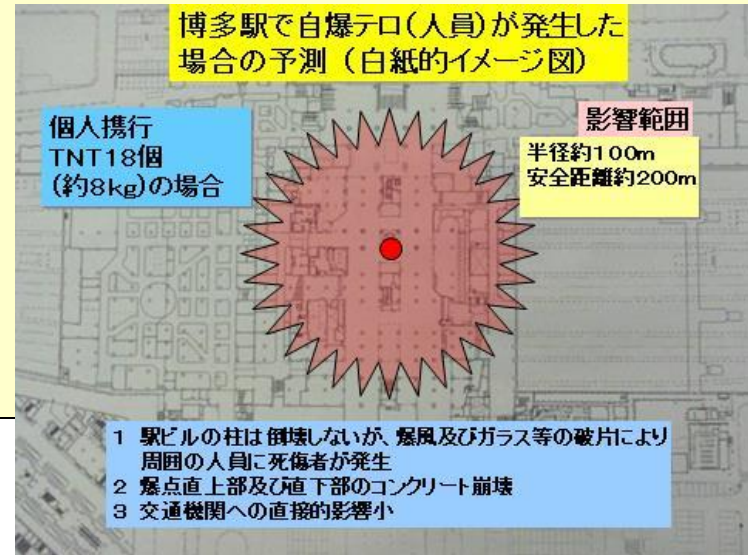 博多駅で自爆テロ(人員)が発生した
場合の予測(白紙的イメージ図)
個人携行
TNT18個
(約8kg)の場合
影響範囲
半径約100m
安全距離約200m
1 駅ビルの柱は倒壊しないが、爆風及びガラス等の破片により
周囲の人員に死傷者が発生
2 爆点直上部及び直下部のコンクリート崩壊
3 交通機関への直接的影響小